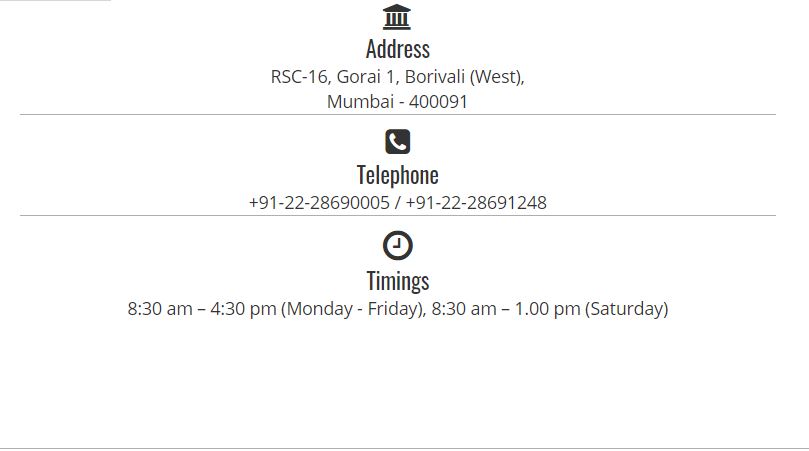 Address
RSC-16, Gorai 1, Borivali (West),
Mumbai - 400091
Telephone
+91-22-28690005 / +91-22-28691248
Timings
8:30 am – 4:30 pm (Monday - Friday), 8:30 am – 1.00 pm (Saturday)